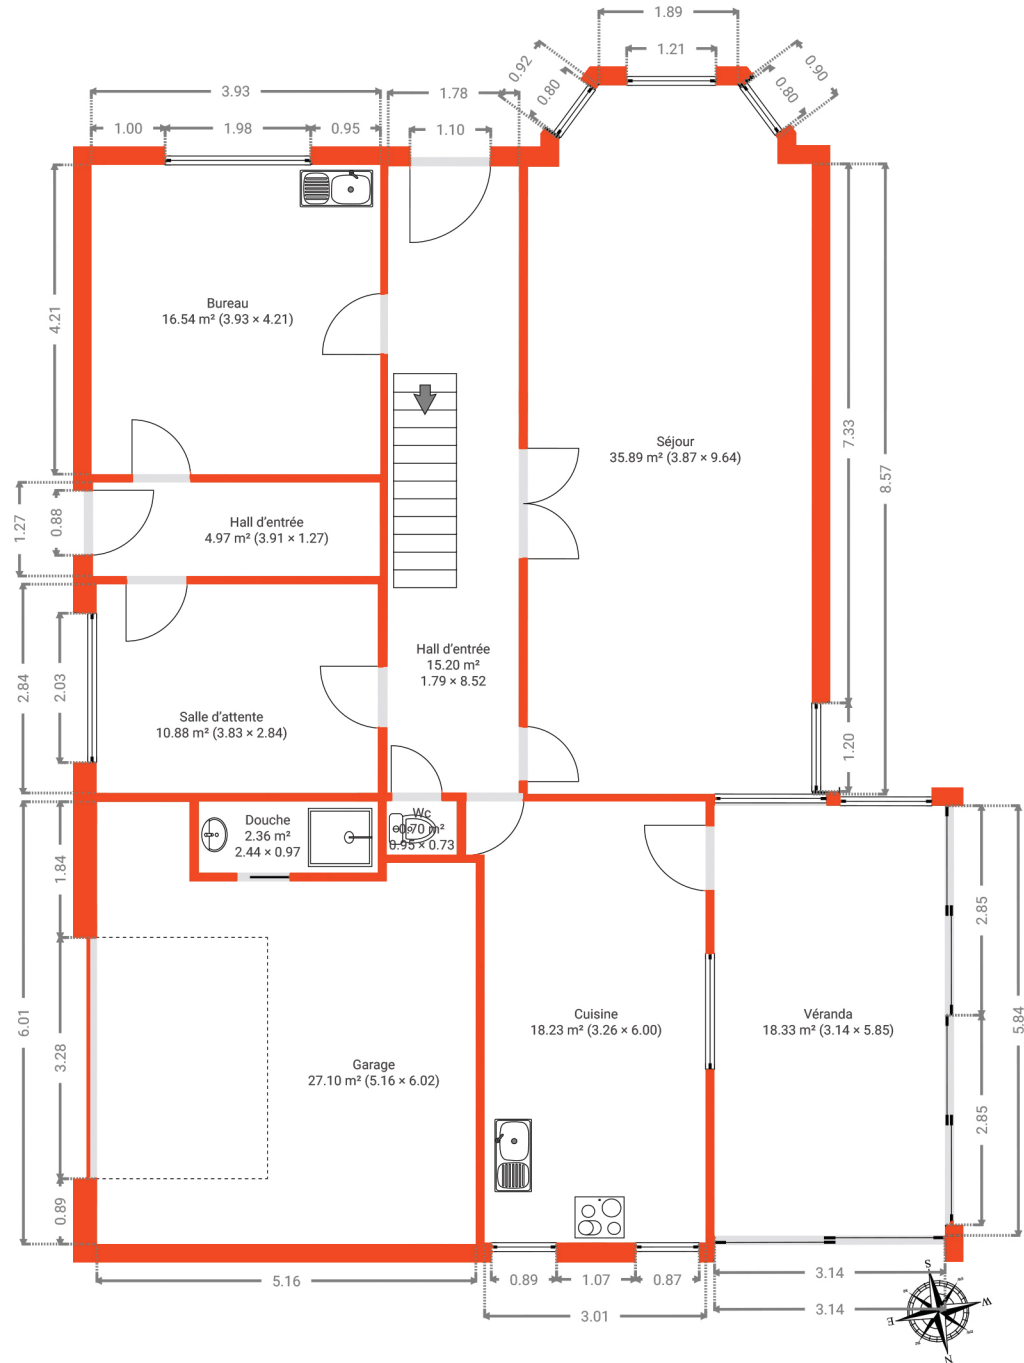 1.89
1.21
0.92
0.80
0.90
0.80
3.93
1.78
1.00
1.98
0.95
1.10
4.21
Bureau
16.54 m² (3.93 × 4.21)
7.33
8.57
Séjour
35.89 m² (3.87 × 9.64)
1.27
0.88
Hall d'entrée
4.97 m² (3.91 × 1.27)
Hall d'entrée
15.20 m²
1.79 × 8.52
2.84
2.03
Salle d'attente
10.88 m² (3.83 × 2.84)
1.20
Douche
2.36 m²
2.44 × 0.97
Wc
0.70 m²
0.95 × 0.73
1.84
2.85
6.01
3.28
Cuisine
18.23 m² (3.26 × 6.00)
Véranda
18.33 m² (3.14 × 5.85)
5.84
Garage
27.10 m² (5.16 × 6.02)
2.85
0.89
5.16
0.89
1.07
0.87
3.14
3.01
3.14
S
W
E
N